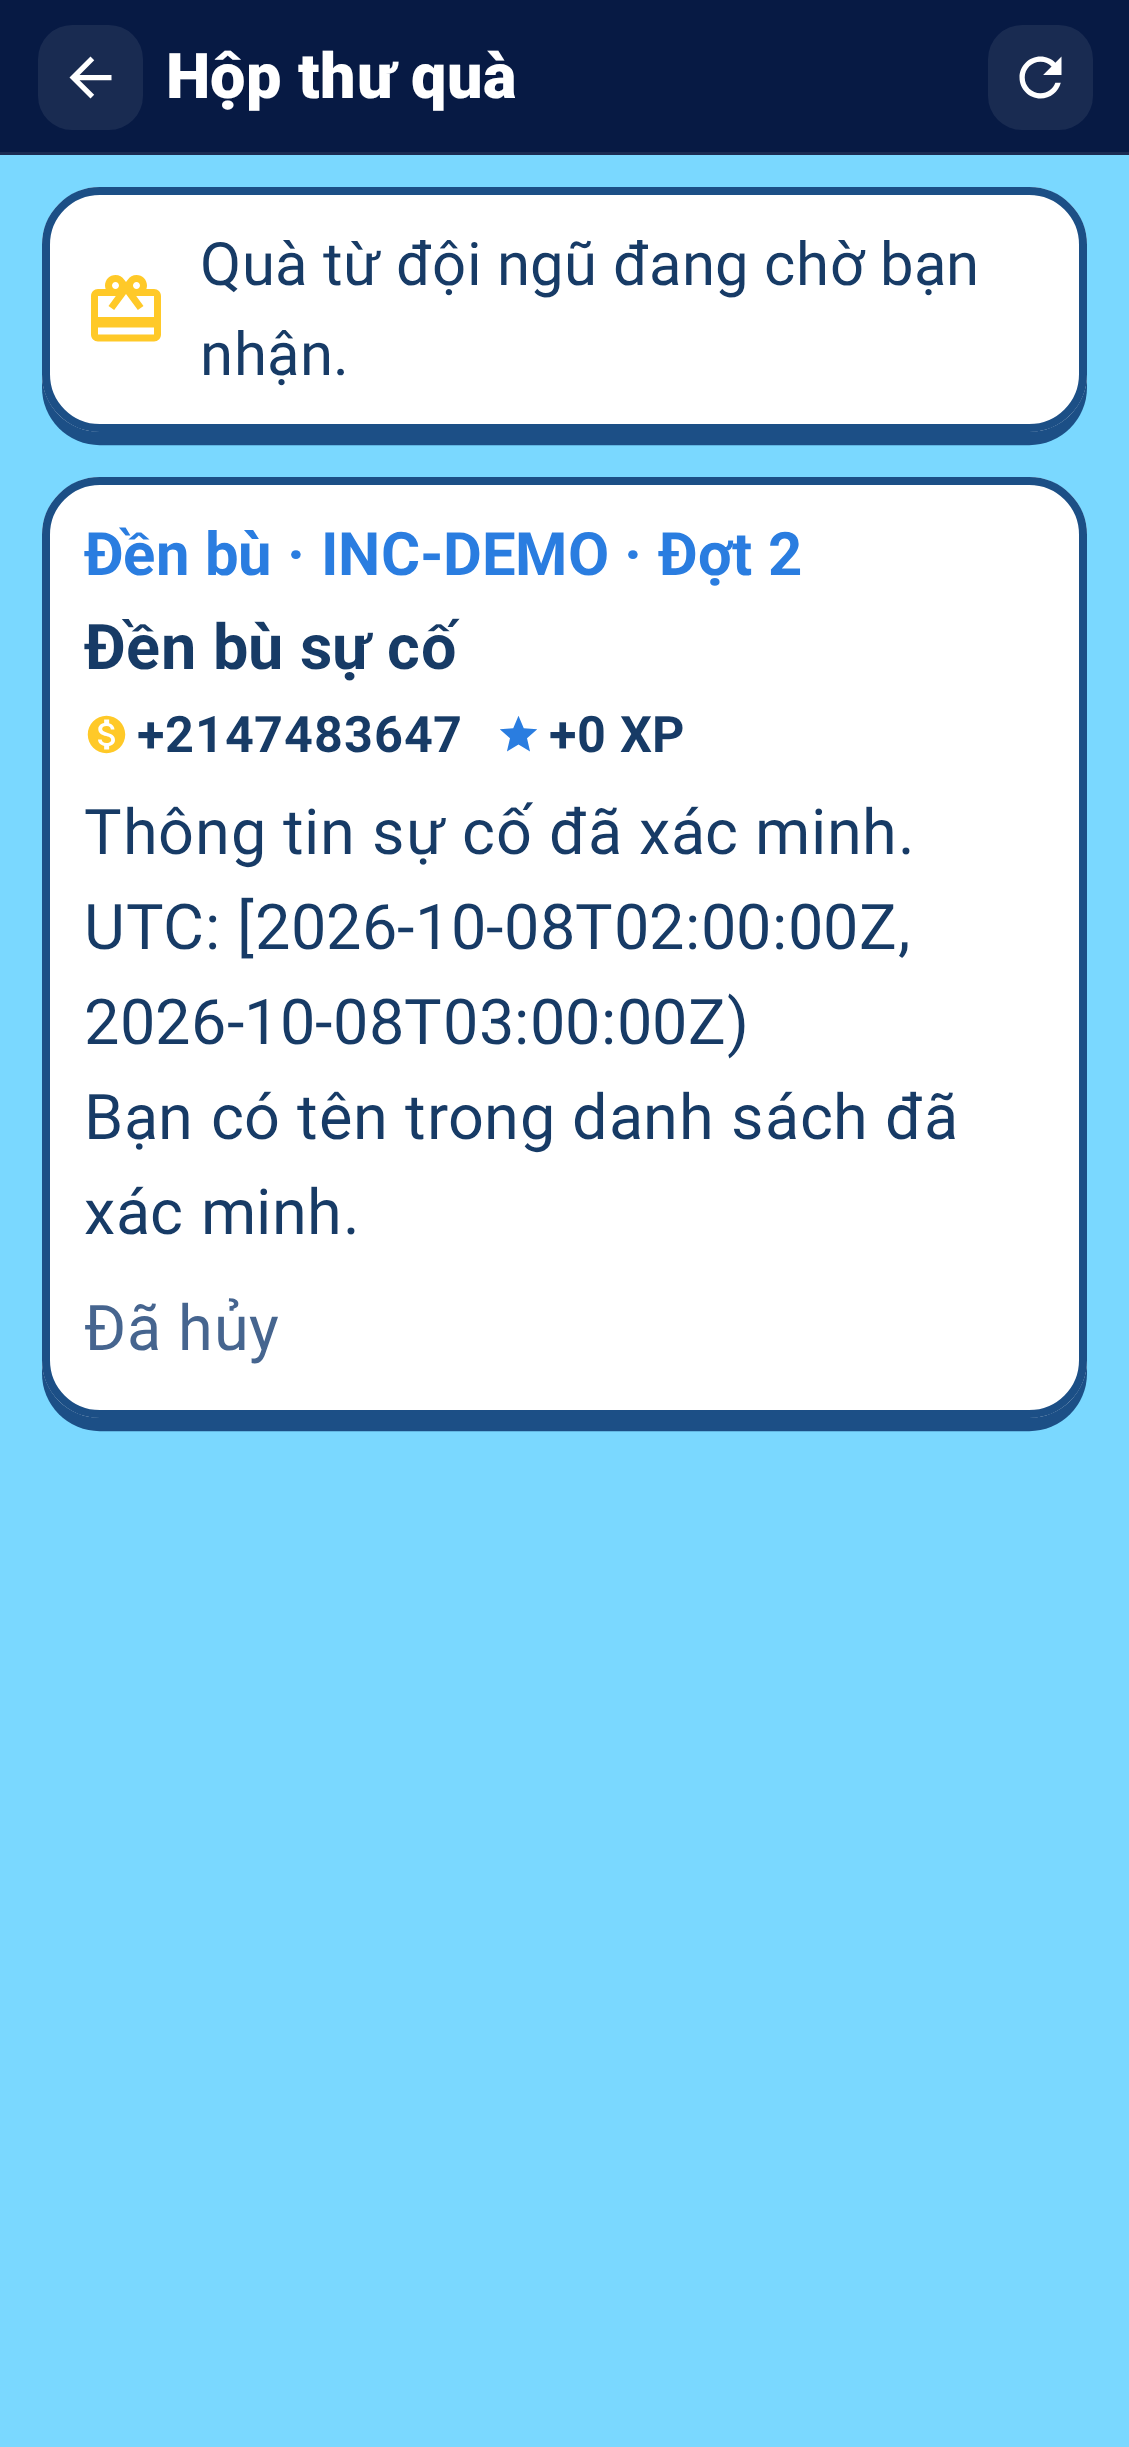 Hộp thư quà
Quà từ đội ngũ đang chờ bạn
nhận.
Đền bù · INC-DEMO · Đợt 2
Đền bù sự cố
+2147483647 +0 XP
Thông tin sự cố đã xác minh.
UTC: [2026-10-08T02:00:00Z,
2026-10-08T03:00:00Z)
Bạn có tên trong danh sách đã
xác minh.
Đã hủy